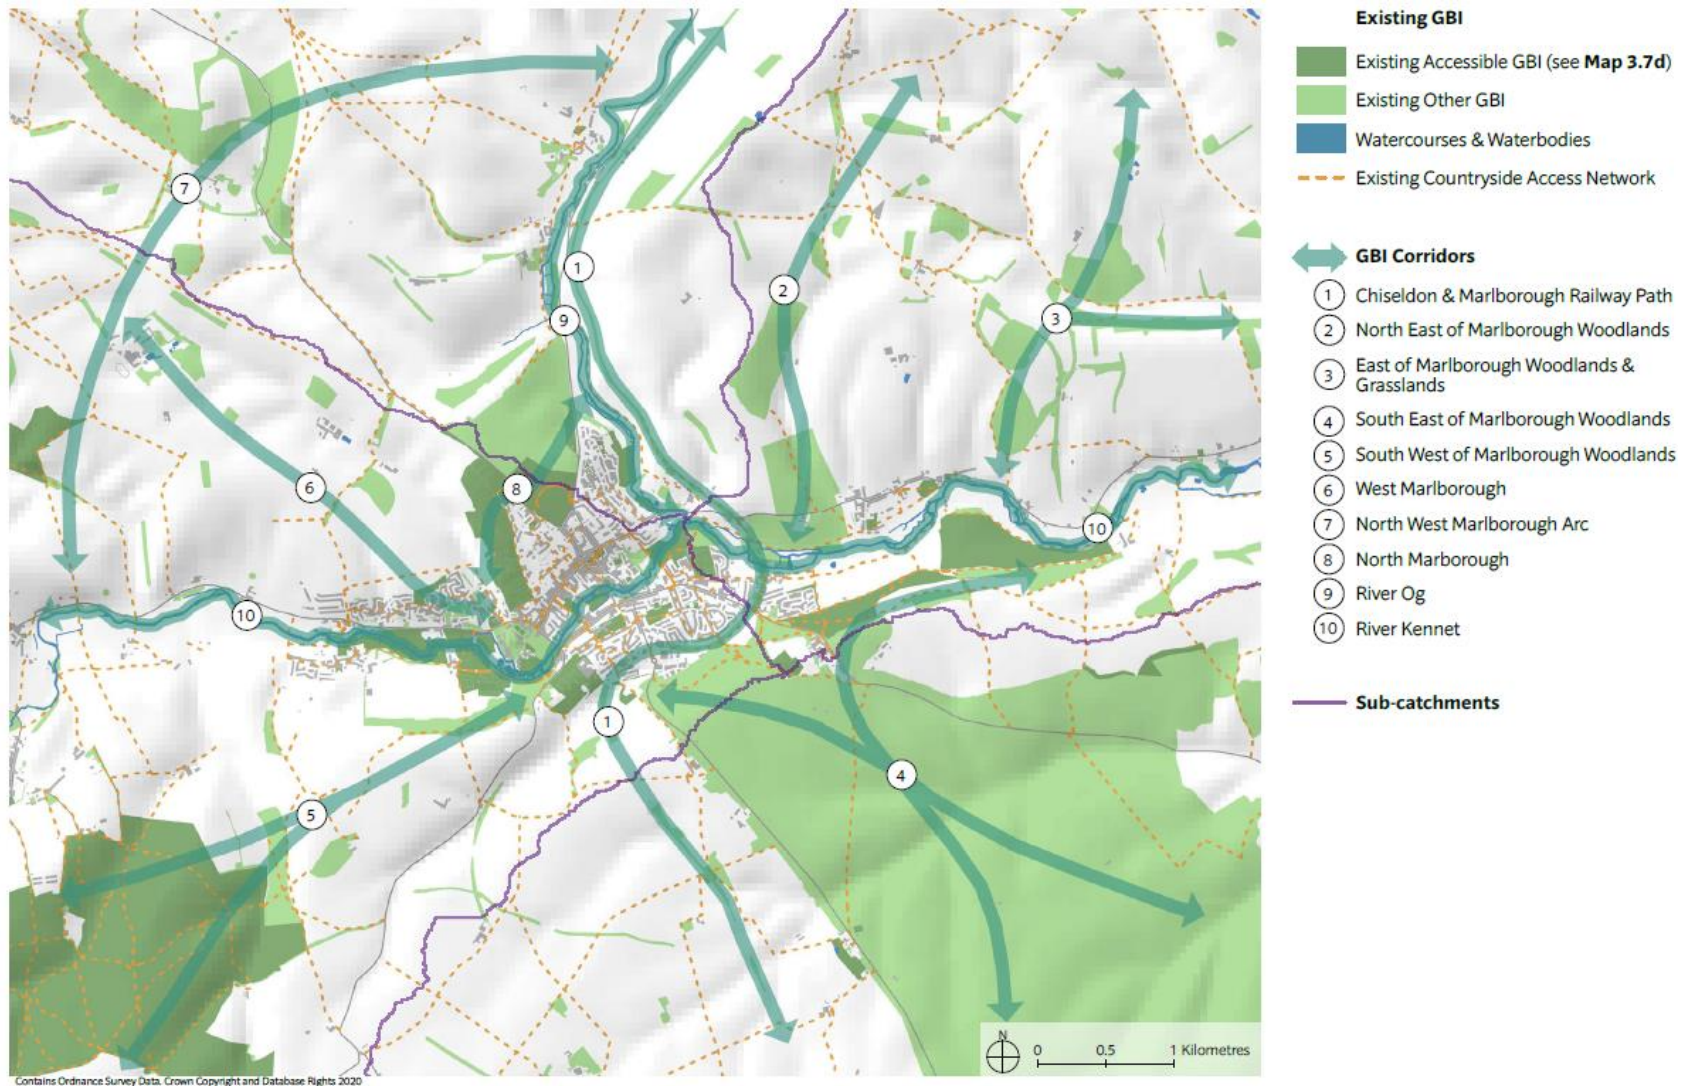 Existing GBI
Existing Accessible GBI (see Map 3.7d)
Existing Other GBI
Watercourses & Waterbodies
Existing Countryside Access Network
GBI Corridors
1 Chiseldon & Marlborough Railway Path
2 North East of Marlborough Woodlands
3 East of Marlborough Woodlands &
Grasslands
4 South East of Marlborough Woodlands
5 South West of Marlborough Woodlands
6 West Marlborough
7 North West Marlborough Arc
8 North Marborough
9 River Og
10 River Kennet
Sub-catchments
7
1
2
9
3
6
8
10
10
1
4
5
N
0 0.5 1 Kilometres
Contains Ordnance Survey Data. Crown Copyright and Database Rights 2020